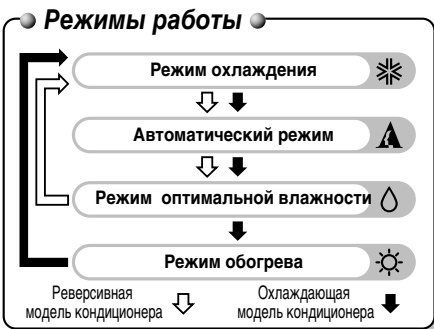 Режимы работы
Режим охлаждения
Автоматический режим
Режим оптимальной влажности
Режим обогрева
Реверсивная
модель кондиционера
Охлаждающая
модель кондиционера